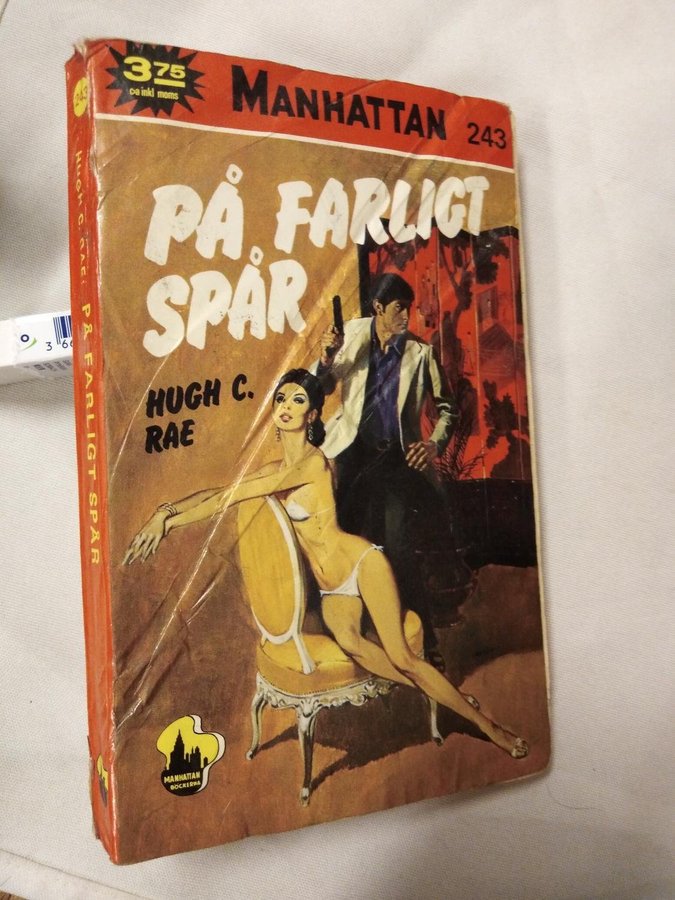 3 75
ca inkl moms
MANHATTAN 243
PÅ FARLIGT
SPÅR
HUGH C.
RAE
MANHATTAN
BÖCKERNA
243
HUGH C. RAE: PÅ FARLIGT SPÅR
3